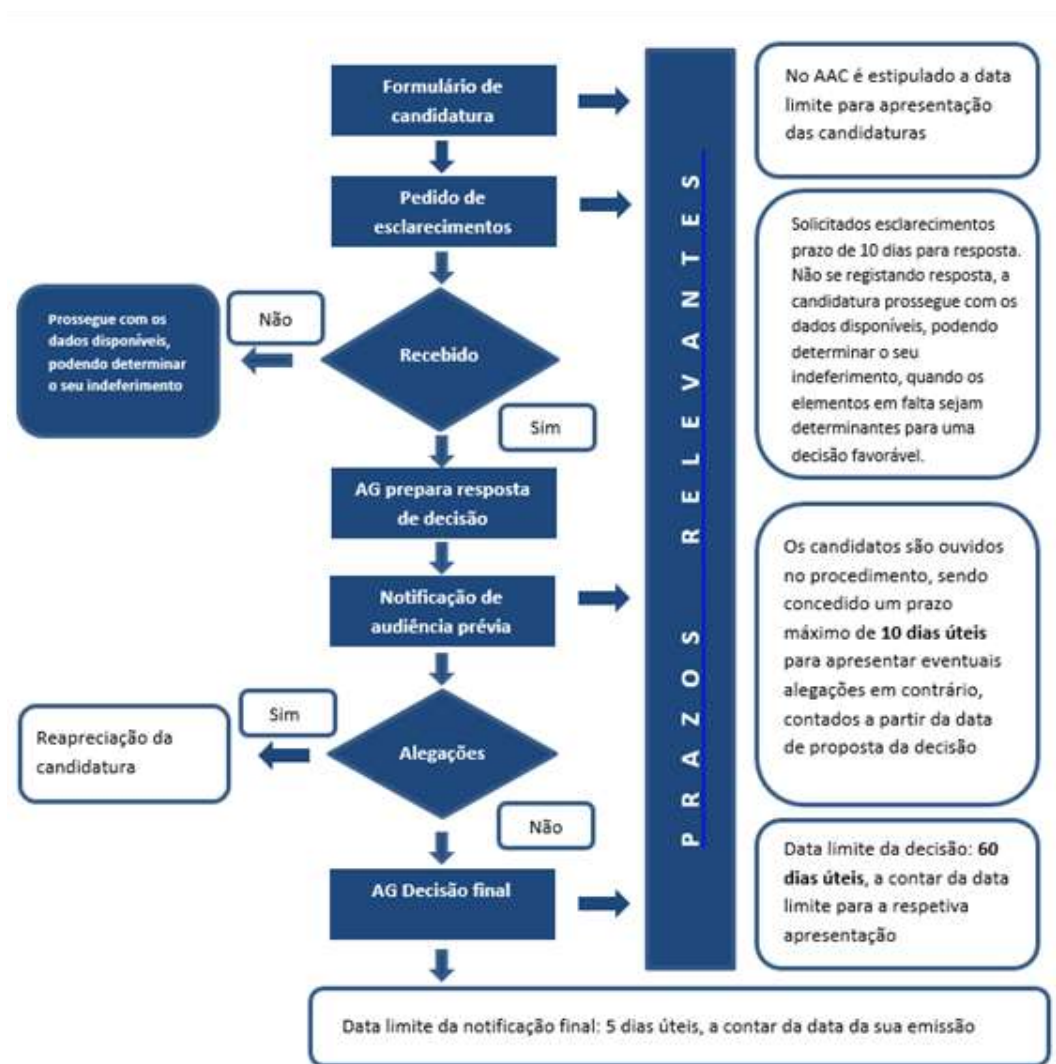 Formulário de
candidatura
No AAC é estipulado a data
limite para apresentação
das candidaturas
Pedido de
esclarecimentos
Solicitados esclarecimentos
prazo de 10 dias para resposta.
Não se registando resposta, a
candidatura prossegue com os
dados disponíveis, podendo
determinar o seu
indeferimento, quando os
elementos em falta sejam
determinantes para uma
decisão favorável.
Recebido
Não
Prossegue com os
dados disponíveis,
podendo determinar
o seu indeferimento
Sim
AG prepara resposta
de decisão
Notificação de
audiência prévia
Os candidatos são ouvidos
no procedimento, sendo
concedido um prazo
máximo de 10 dias úteis
para apresentar eventuais
alegações em contrário,
contados a partir da data
de proposta da decisão
Alegações
Sim
Reapreciação da
candidatura
Não
AG Decisão final
Data limite da decisão: 60
dias úteis, a contar da data
limite para a respetiva
apresentação
PRAZOS RELEVANTES
Data limite da notificação final: 5 dias úteis, a contar da data da sua emissão